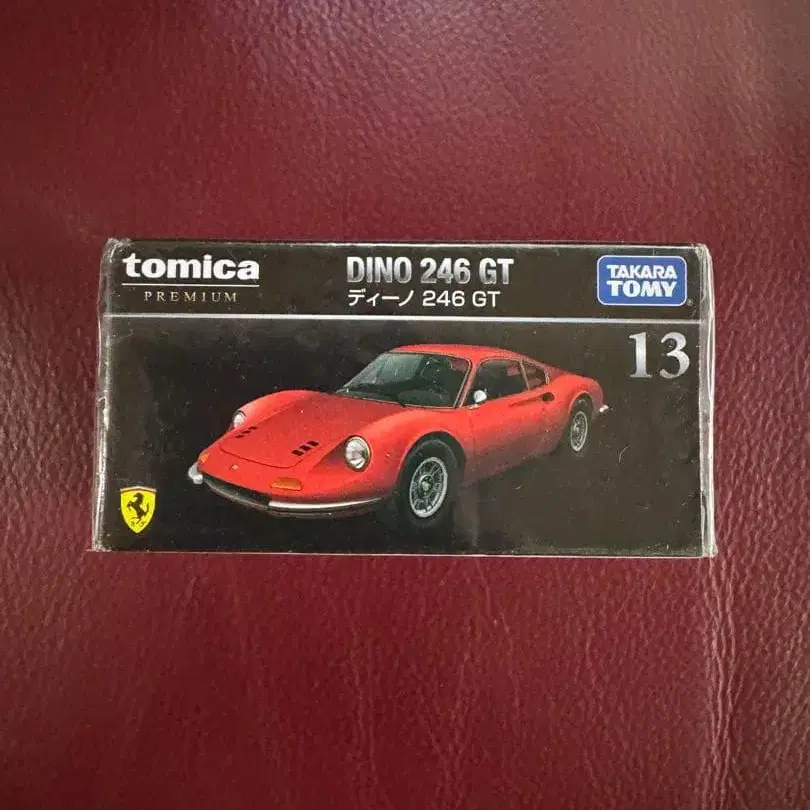 tomica
PREMIUM
DINO 246 GT
ディーノ 246 GT
TAKARA
TOMY
13